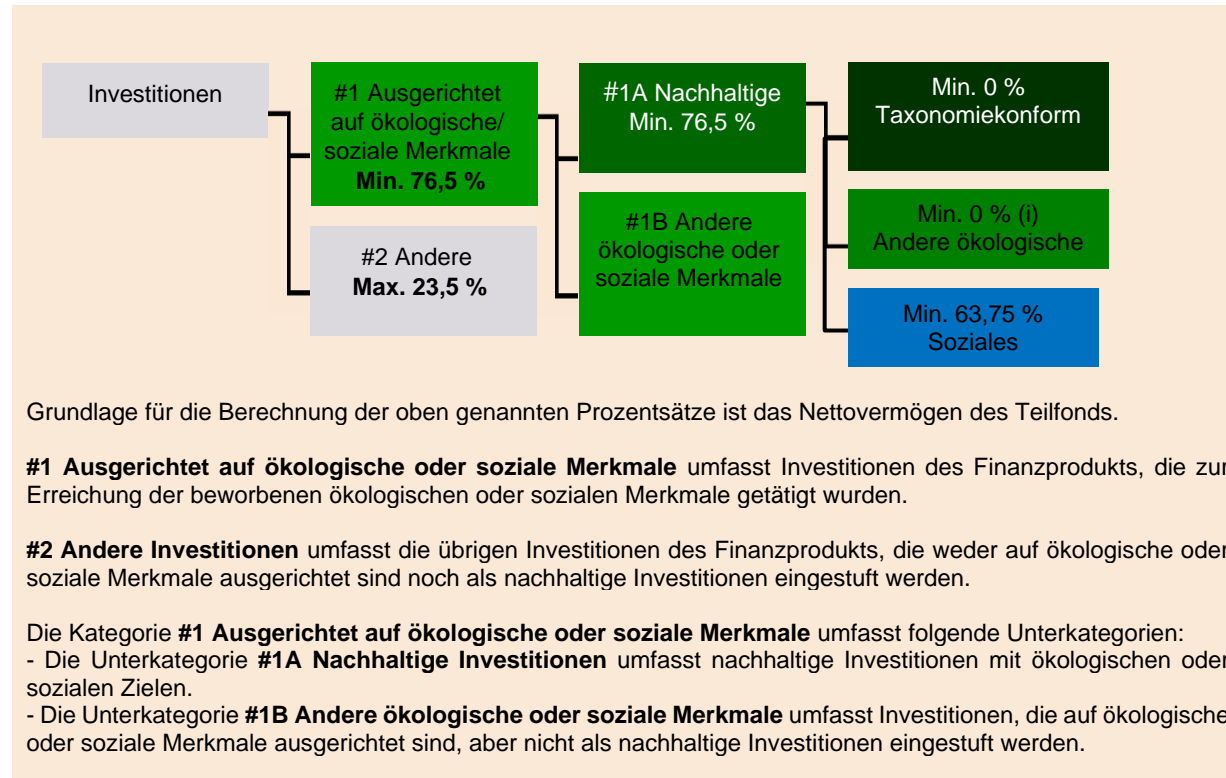 Investitionen
#1 Ausgerichtet
auf ökologische/
soziale Merkmale
Min. 76,5 %
#2 Andere
Max. 23,5 %
#1A Nachhaltige
Min. 76,5 %
#1B Andere
ökologische oder
soziale Merkmale
Min. 0 %
Taxonomiekonform
Min. 0 % (i)
Andere ökologische
Min. 63,75 %
Soziales
Grundlage für die Berechnung der oben genannten Prozentsätze ist das Nettovermögen des Teilfonds.
#1 Ausgerichtet auf ökologische oder soziale Merkmale umfasst Investitionen des Finanzprodukts, die zur
Erreichung der beworbenen ökologischen oder sozialen Merkmale getätigt wurden.
#2 Andere Investitionen umfasst die übrigen Investitionen des Finanzprodukts, die weder auf ökologische oder
soziale Merkmale ausgerichtet sind noch als nachhaltige Investitionen eingestuft werden.
Die Kategorie #1 Ausgerichtet auf ökologische oder soziale Merkmale umfasst folgende Unterkategorien:
- Die Unterkategorie #1A Nachhaltige Investitionen umfasst nachhaltige Investitionen mit ökologischen oder
sozialen Zielen.
- Die Unterkategorie #1B Andere ökologische oder soziale Merkmale umfasst Investitionen, die auf ökologische
oder soziale Merkmale ausgerichtet sind, aber nicht als nachhaltige Investitionen eingestuft werden.